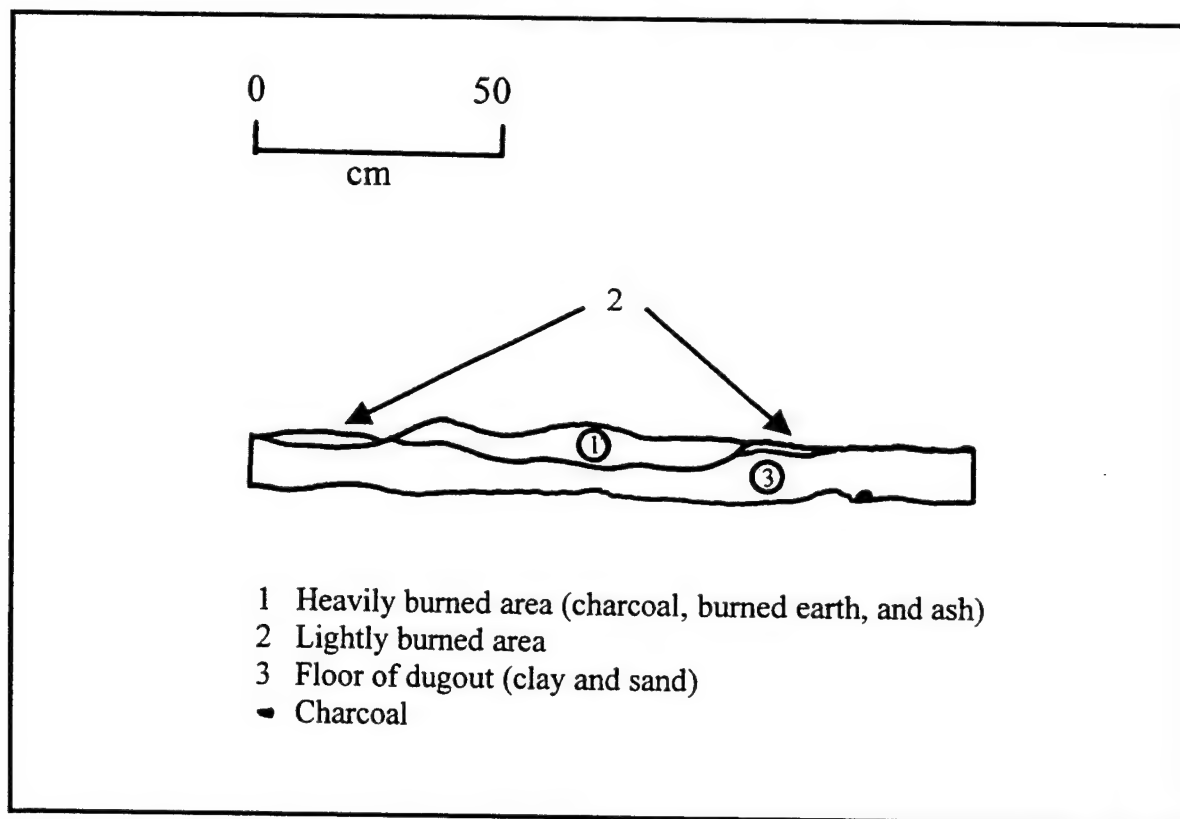 0 50
cm
2
1
3
1 Heavily burned area (charcoal, burned earth, and ash)
2 Lightly burned area
3 Floor of dugout (clay and sand)
Charcoal